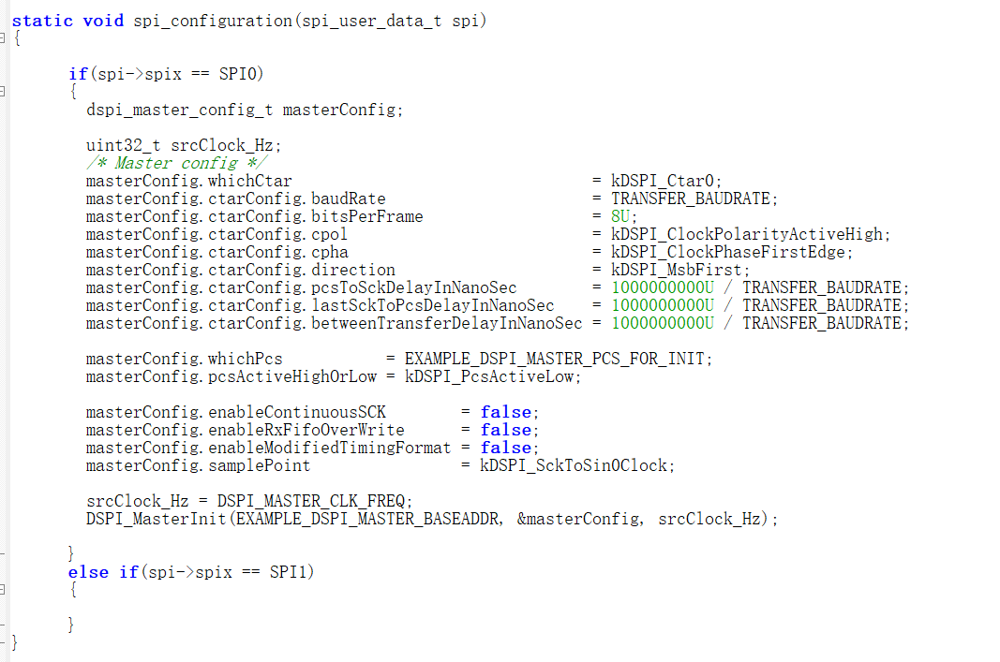 static void spi_configuration(spi_user_data_t spi)
{
if(spi->spix == SPI0)
{
dspi_master_config_t masterConfig;
uint32_t srcClock_Hz;
/* Master config */
masterConfig.whichCtar = kDSPI_Ctar0;
masterConfig.ctarConfig.baudRate = TRANSFER_BAUDRATE;
masterConfig.ctarConfig.bitsPerFrame = 8U;
masterConfig.ctarConfig.cpol = kDSPI_ClockPolarityActiveHigh;
masterConfig.ctarConfig.cpha = kDSPI_ClockPhaseFirstEdge;
masterConfig.ctarConfig.direction = kDSPI_MsbFirst;
masterConfig.ctarConfig.pcsToSckDelayInNanoSec = 1000000000U / TRANSFER_BAUDRATE;
masterConfig.ctarConfig.lastSckToPcsDelayInNanoSec = 1000000000U / TRANSFER_BAUDRATE;
masterConfig.ctarConfig.betweenTransferDelayInNanoSec = 1000000000U / TRANSFER_BAUDRATE;
masterConfig.whichPcs = EXAMPLE_DSPI_MASTER_PCS_FOR_INIT;
masterConfig.pcsActiveHighOrLow = kDSPI_PcsActiveLow;
masterConfig.enableContinuousSCK = false;
masterConfig.enableRxFifoOverWrite = false;
masterConfig.enableModifiedTimingFormat = false;
masterConfig.samplePoint = kDSPI_SckToSin0Clock;
srcClock_Hz = DSPI_MASTER_CLK_FREQ;
DSPI_MasterInit(EXAMPLE_DSPI_MASTER_BASEADDR, &masterConfig, srcClock_Hz);
}
else if(spi->spix == SPI1)
{
}
}